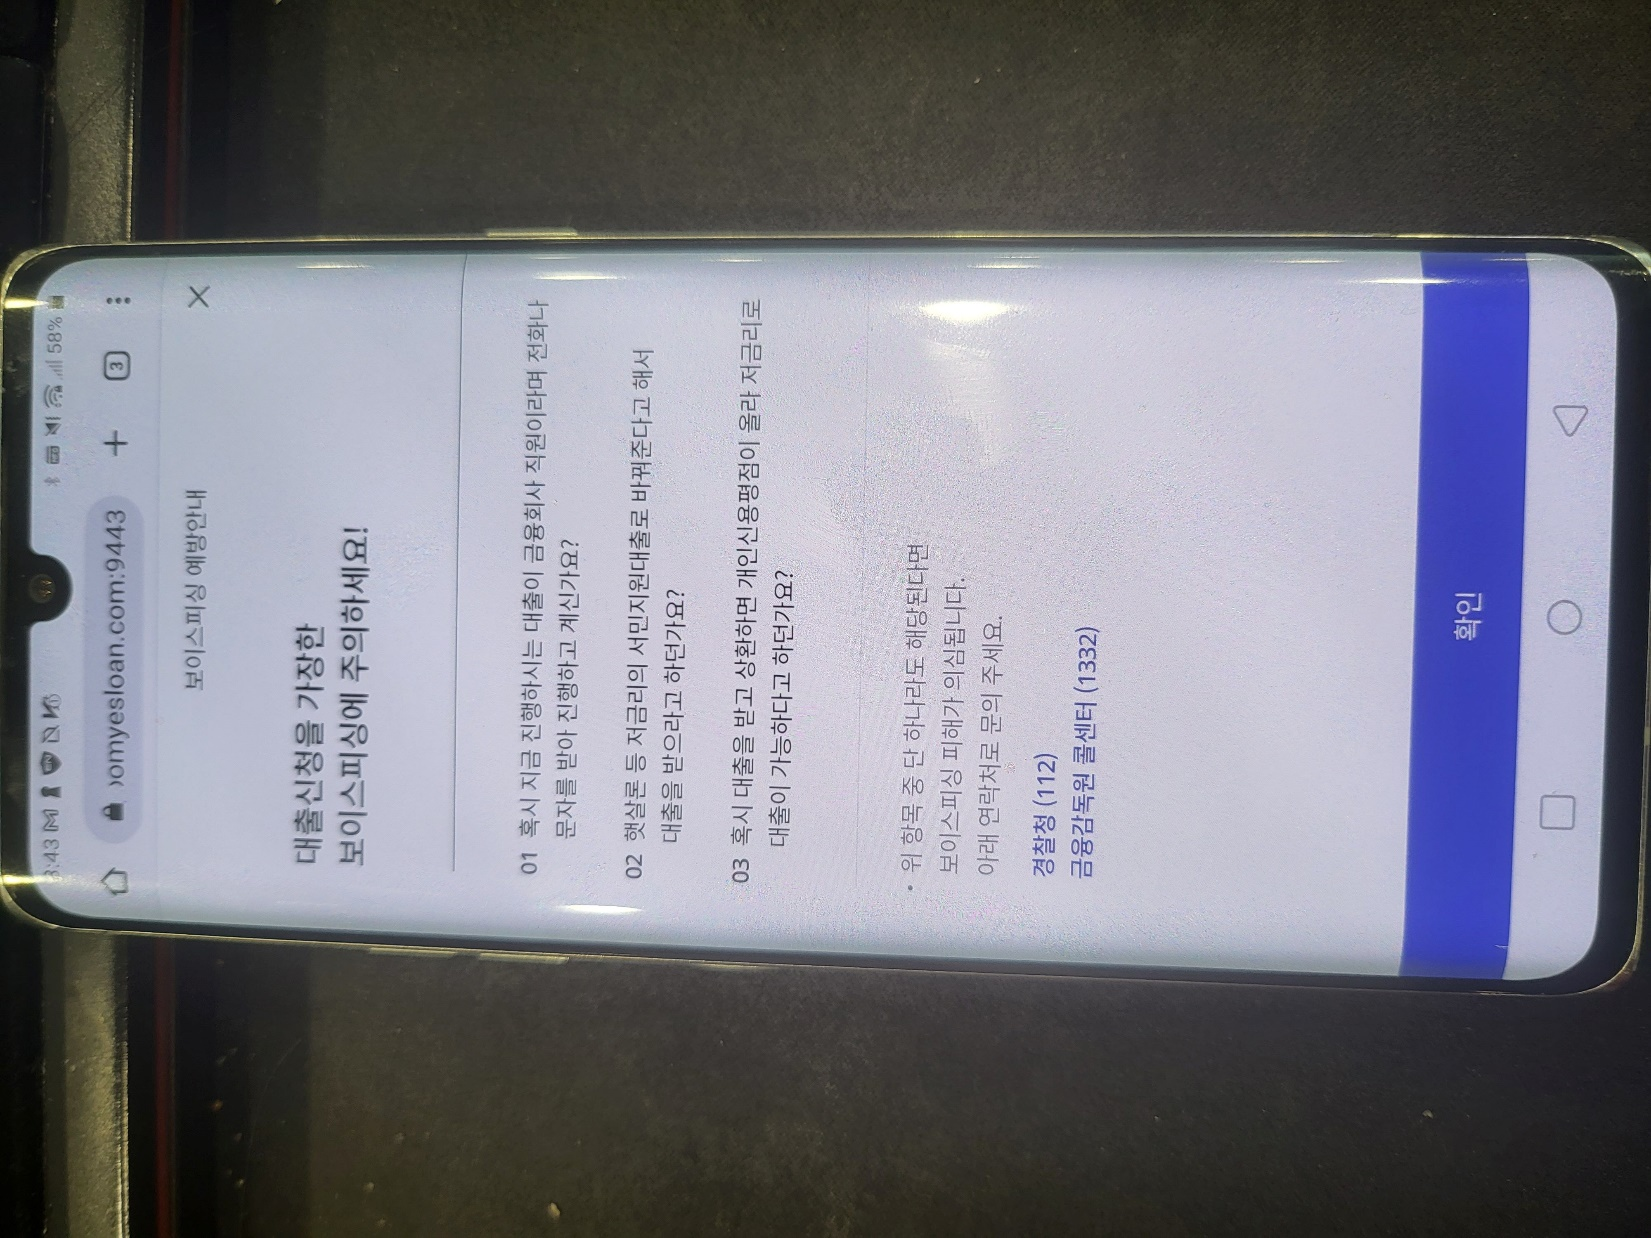 :43
58%
omyesloan.com:9443
3
보이스피싱 예방안내
대출신청을 가장한
보이스피싱에 주의하세요!
01 혹시 지금 진행하시는 대출이 금융회사 직원이라며 전화나
문자를 받아 진행하고 계신가요?
02 햇살론 등 저금리의 서민지원대출로 바꿔준다고 해서
대출을 받으라고 하던가요?
03 혹시 대출을 받고 상환하면 개인신용평점이 올라 저금리로
대출이 가능하다고 하던가요?
• 위 항목 중 단 하나라도 해당된다면
보이스피싱 피해가 의심됩니다.
아래 연락처로 문의 주세요.
경찰청 (112)
금융감독원 콜센터 (1332)
확인